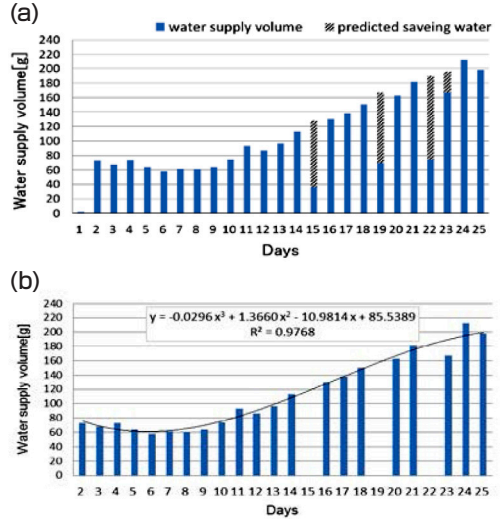 (a)
water supply volume predicted saveing water
Water supply volume[g]
240
220
200
180
160
140
120
100
80
60
40
20
0
1 2 3 4 5 6 7 8 9 10 11 12 13 14 15 16 17 18 19 20 21 22 23 24 25
Days
(b)
Water supply volume[g]
240
220
200
180
160
140
120
100
80
60
40
20
0
y = -0.0296 x³ + 1.3660 x² - 10.9814 x + 85.5389
R² = 0.9768
2 3 4 5 6 7 8 9 10 11 12 13 14 15 16 17 18 19 20 21 22 23 24 25
Days